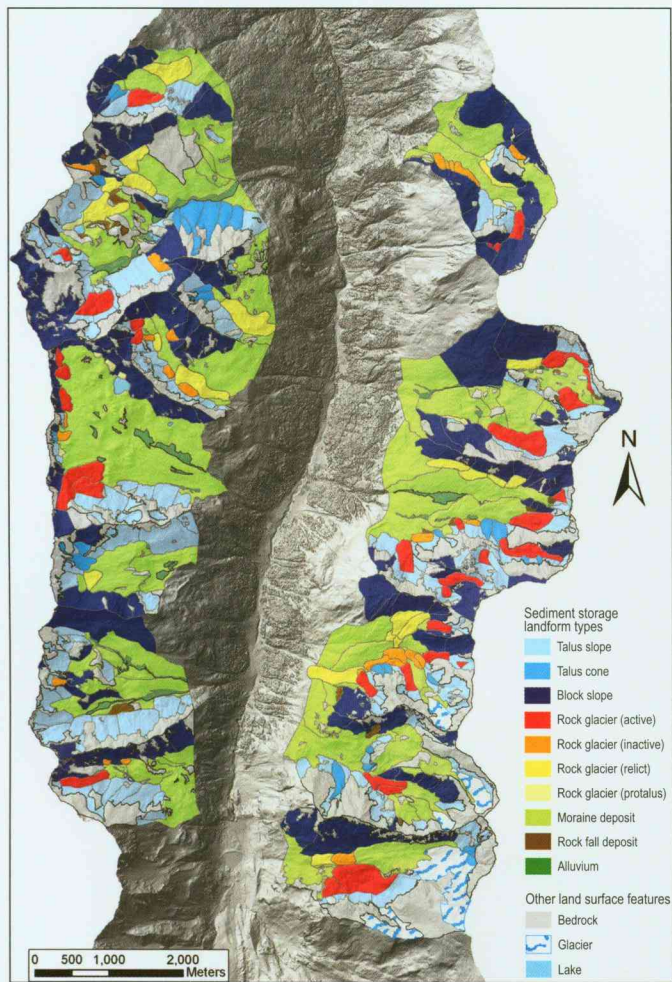 N
Sediment storage
landform types
Talus slope
Talus cone
Block slope
Rock glacier (active)
Rock glacier (inactive)
Rock glacier (relict)
Rock glacier (protalus)
Moraine deposit
Rock fall deposit
Alluvium
Other land surface features
Bedrock
Glacier
Lake
0 500 1,000 2,000
Meters